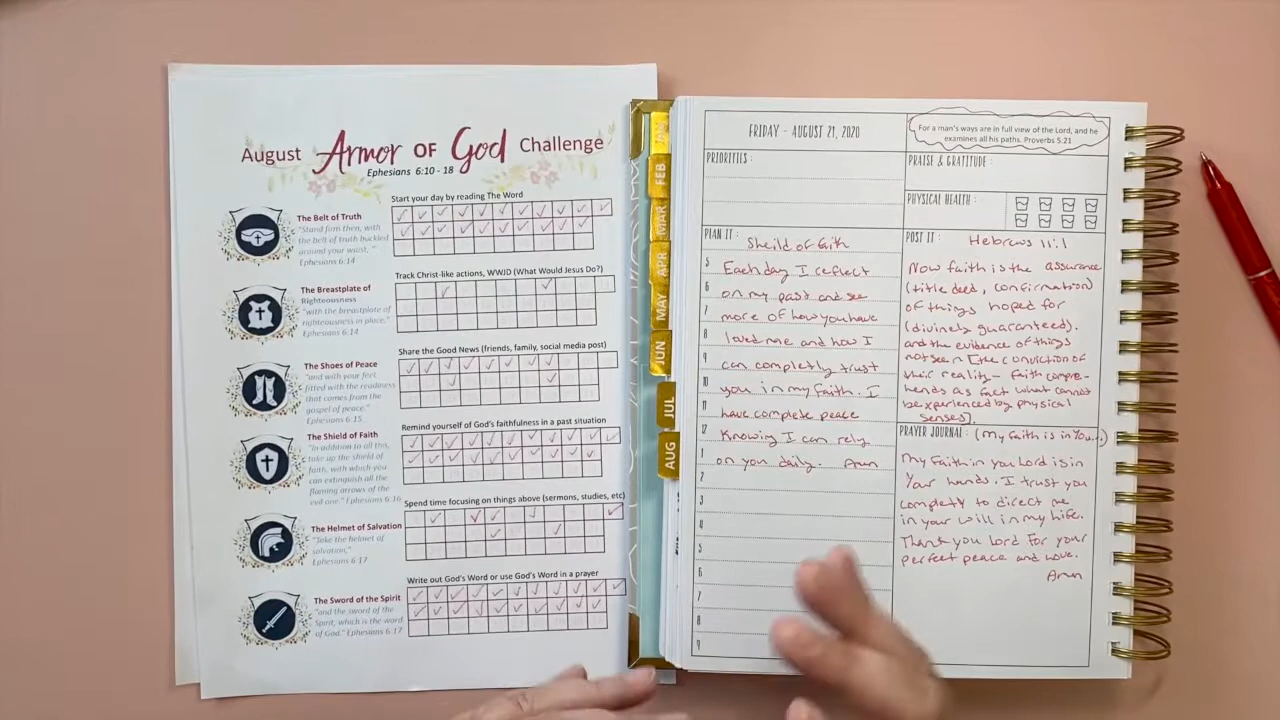 August Armor OF God Challenge
Ephesians 6:10 - 18
Start your day by reading The Word
The Belt of Truth
"Stand firm then, with
the belt of truth buckled
around your waist,"
Ephesians 6:14
Track Christ-like actions, WWJD (What Would Jesus Do?)
The Breastplate of
Righteousness
"with the breastplate of
righteousness in place,"
Ephesians 6:14
Share the Good News (friends, family, social media post)
The Shoes of Peace
"and with your feet
fitted with the readiness
that comes from the
gospel of peace."
Ephesians 6:15
Remind yourself of God's faithfulness in a past situation
The Shield of Faith
"In addition to all this,
take up the shield of
faith, with which you
can extinguish all the
flaming arrows of the
evil one." Ephesians 6:16
Spend time focusing on things above (sermons, studies, etc)
The Helmet of Salvation
"Take the helmet of
salvation,"
Ephesians 6:17
Write out God's Word or use God's Word in a prayer
The Sword of the Spirit
"and the sword of the
Spirit, which is the word
of God." Ephesians 6:17
JAN
FEB
MAR
APR
MAY
JUN
JUL
AUG
FRIDAY - AUGUST 21, 2020
PRIORITIES :
PLAN IT :
Sheild of faith
5 Each day I reflect
6 on my past and see
7 more of how you have
8 loved me and how I
9 can completly trust
10 you in my faith. I
11 have complete peace
12 Knowing I can rely
1 on you daily. Amen
2
3
4
5
6
7
8
9
For a man's ways are in full view of the Lord, and he
examines all his paths. Proverbs 5:21
PRAISE & GRATITUDE :
PHYSICAL HEALTH :
POST IT : Hebrews 11:1
Now faith is the assurance
(title deed, confirmation)
of things hoped for
(divinely guaranteed).
and the evidence of things
not seen [the conviction of
their reality - faith compre-
hends as fact what cannot
be experienced by physical
senses].
PRAYER JOURNAL : (My faith is in You..)
My Faith in you Lord is in
Your hands. I trust you
completly to direct me
in your will in my life.
Thank you Lord For your
perfect peace and Love.
Amen